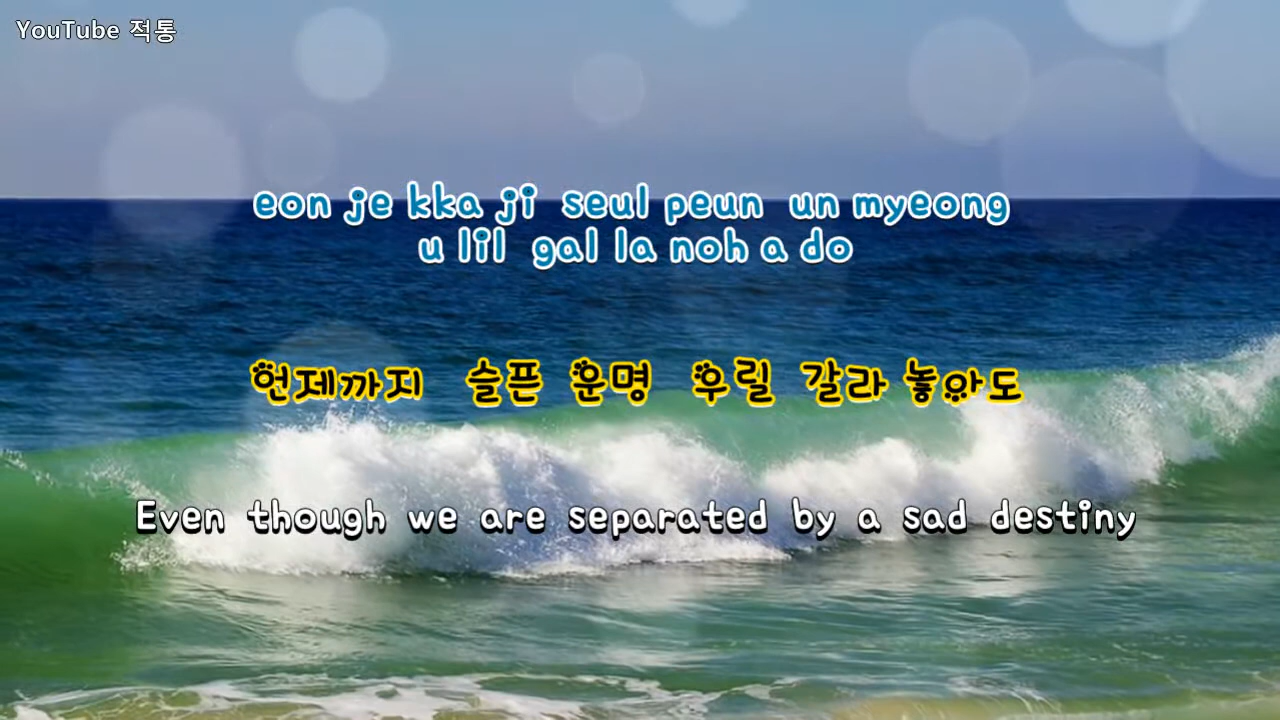 YouTube 적통
eon je kka ji seul peun un myeong
u lil gal la noh a do
언제까지 슬픈 운명 우릴 갈라 놓아도
Even though we are separated by a sad destiny